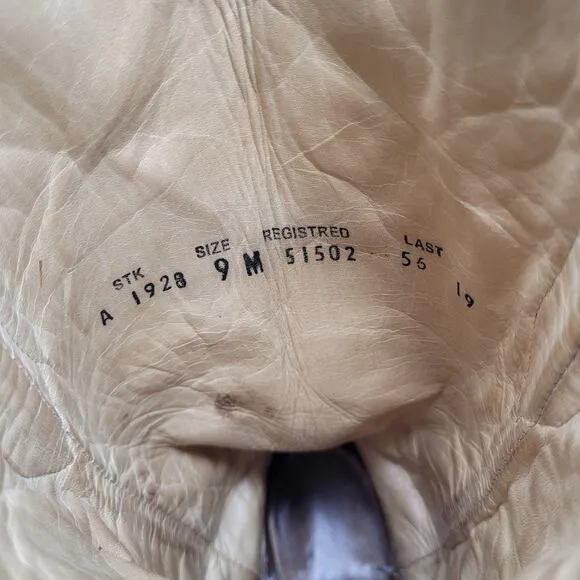 STK SIZE REGISTRED LAST
A 1928 9 M 51502 56 19